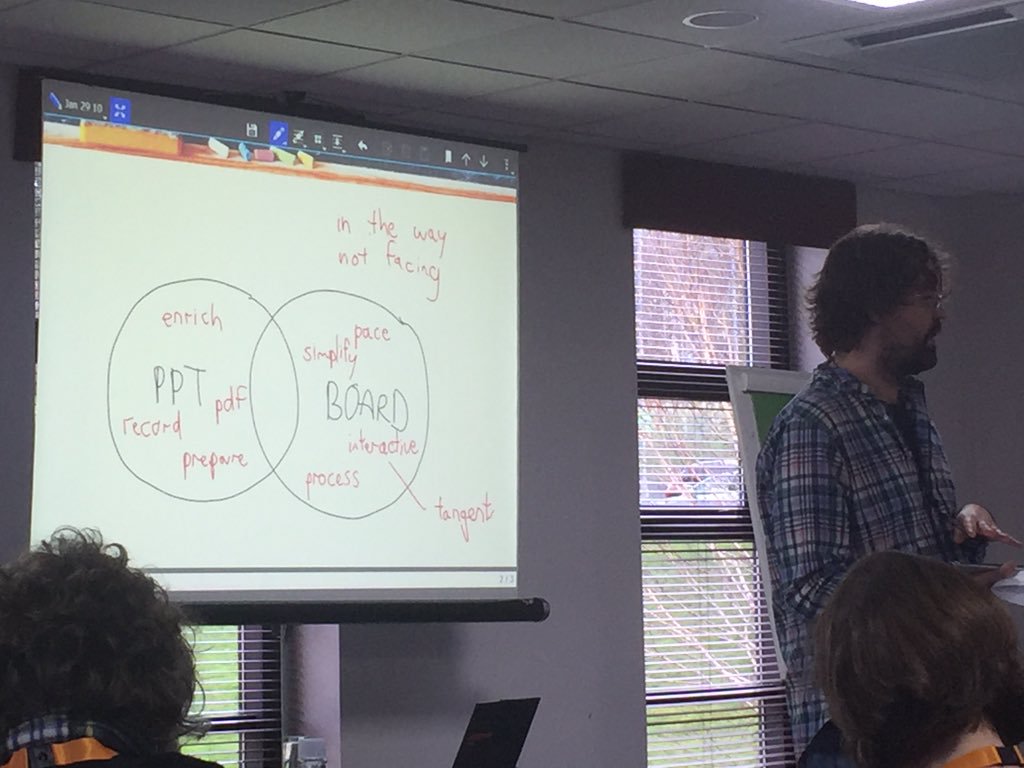 Jan 29 10
in the way
not facing
enrich
PPT
pdf
record
prepare
pace
simplify
BOARD
interactive
process
tangents
2/3